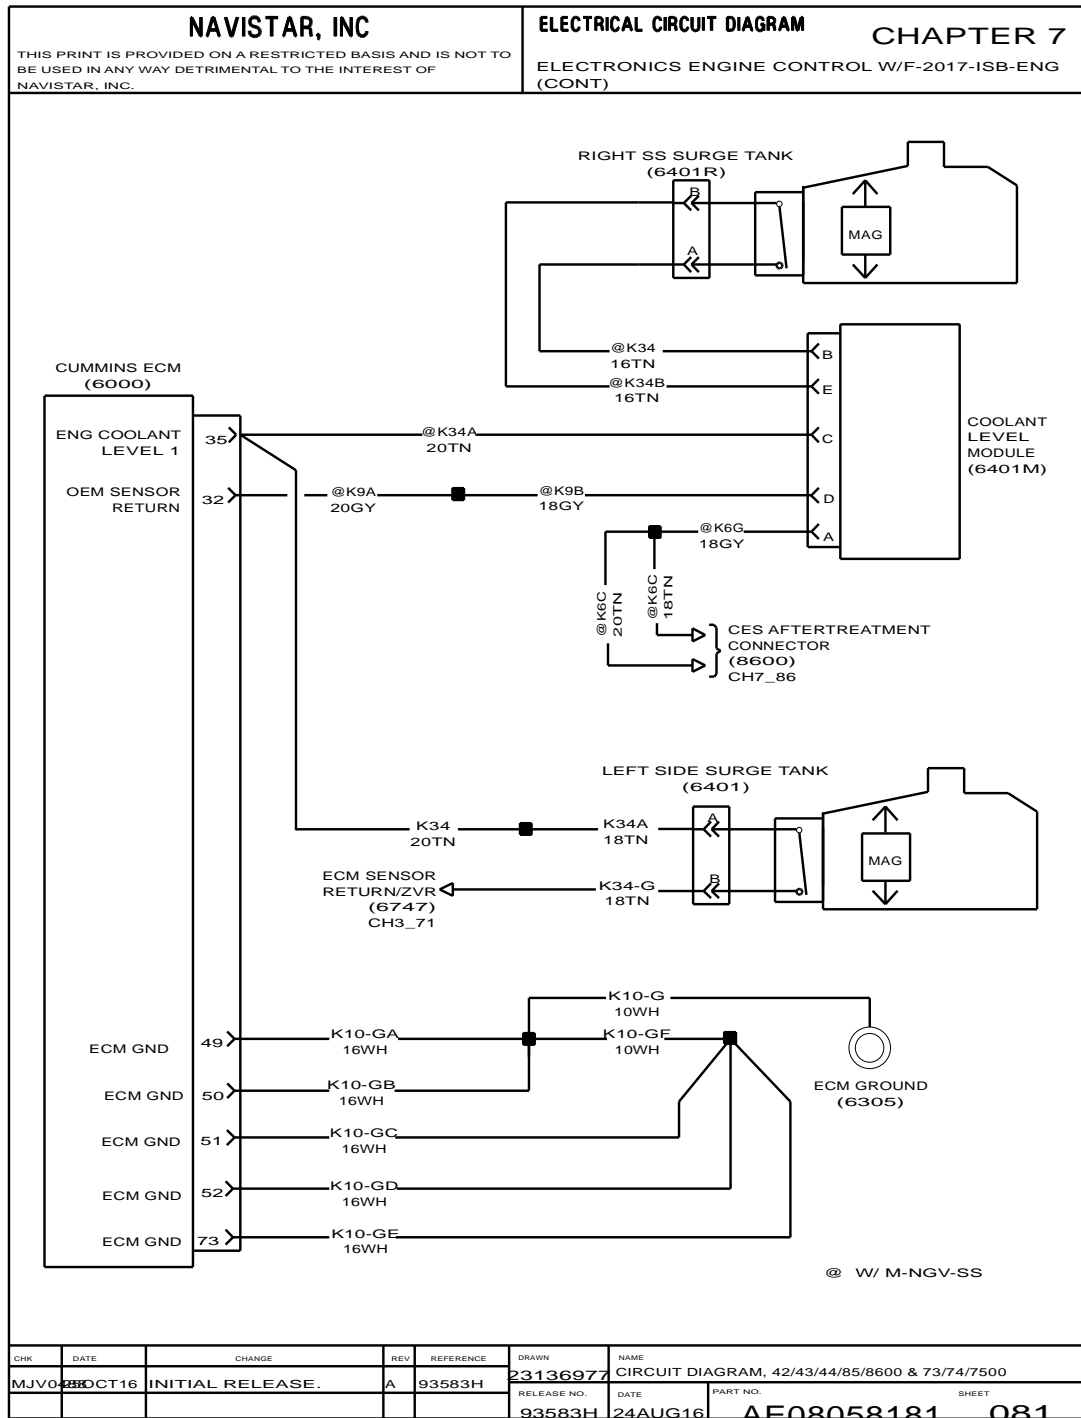 NAVISTAR, INC
THIS PRINT IS PROVIDED ON A RESTRICTED BASIS AND IS NOT TO
BE USED IN ANY WAY DETRIMENTAL TO THE INTEREST OF
NAVISTAR, INC.
ELECTRICAL CIRCUIT DIAGRAM
CHAPTER 7
ELECTRONICS ENGINE CONTROL W/F-2017-ISB-ENG
(CONT)
RIGHT SS SURGE TANK
(6401R)
B
A
MAG
@K34
16TN
B
@K34B
16TN
E
CUMMINS ECM
(6000)
ENG COOLANT
LEVEL 1
35
@K34A
20TN
C
COOLANT
LEVEL
MODULE
(6401M)
OEM SENSOR
RETURN
32
@K9A
20GY
@K9B
18GY
D
@K6G
18GY
A
@K6C
20TN
@K6C
18TN
CES AFTERTREATMENT
CONNECTOR
(8600)
CH7_86
LEFT SIDE SURGE TANK
(6401)
K34
20TN
K34A
18TN
A
MAG
ECM SENSOR
RETURN/ZVR
(6747)
CH3_71
K34-G
18TN
B
K10-G
10WH
ECM GND
49
K10-GA
16WH
K10-GF
10WH
ECM GROUND
(6305)
ECM GND
50
K10-GB
16WH
ECM GND
51
K10-GC
16WH
ECM GND
52
K10-GD
16WH
ECM GND
73
K10-GE
16WH
@ W/ M-NGV-SS
CHK
DATE
CHANGE
REV
REFERENCE
DRAWN
NAME
INITIAL RELEASE.
A
93583H
23136977
CIRCUIT DIAGRAM, 42/43/44/85/8600 & 73/74/7500
RELEASE NO.
DATE
PART NO.
SHEET
93583H
24AUG16
AE08058181
081